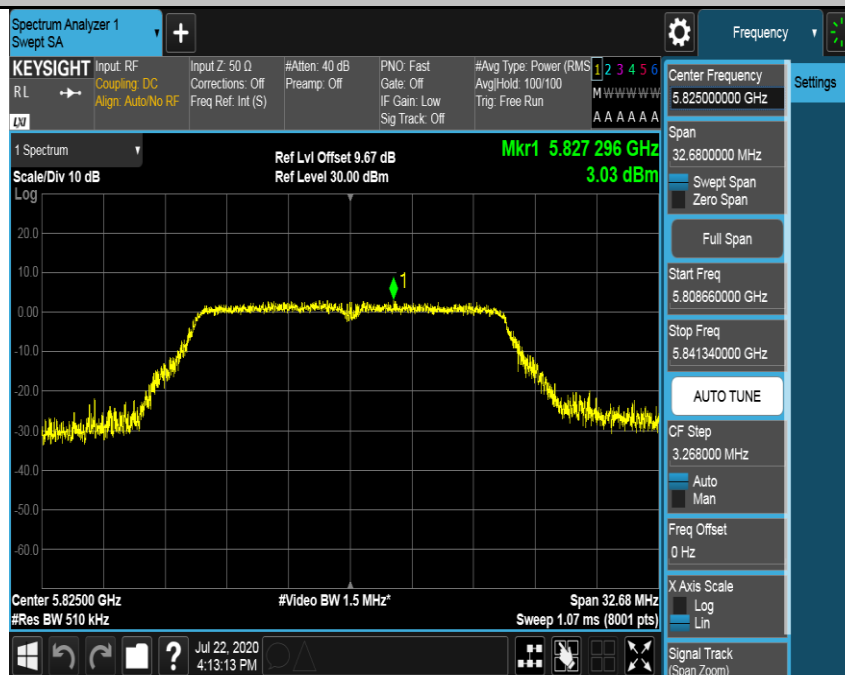 Spectrum Analyzer 1
Swept SA
+
Frequency
KEYSIGHT
RL
LXI
Input: RF
Coupling: DC
Align: Auto/No RF
Input Z: 50 Ω
Corrections: Off
Freq Ref: Int (S)
#Atten: 40 dB
Preamp: Off
PNO: Fast
Gate: Off
IF Gain: Low
Sig Track: Off
#Avg Type: Power (RMS
Avg|Hold: 100/100
Trig: Free Run
1 2 3 4 5 6
M W W W W W
A A A A A A
1 Spectrum
Scale/Div 10 dB
Log
Ref Lvl Offset 9.67 dB
Ref Level 30.00 dBm
Mkr1 5.827 296 GHz
3.03 dBm
20.0
10.0
1
0.00
-10.0
-20.0
-30.0
-40.0
-50.0
-60.0
Center 5.82500 GHz
#Res BW 510 kHz
#Video BW 1.5 MHz*
Span 32.68 MHz
Sweep 1.07 ms (8001 pts)
?
Jul 22, 2020
4:13:13 PM
Center Frequency
5.825000000 GHz
Settings
Span
32.6800000 MHz
Swept Span
Zero Span
Full Span
Start Freq
5.808660000 GHz
Stop Freq
5.841340000 GHz
AUTO TUNE
CF Step
3.268000 MHz
Auto
Man
Freq Offset
0 Hz
X Axis Scale
Log
Lin
Signal Track
(Span Zoom)